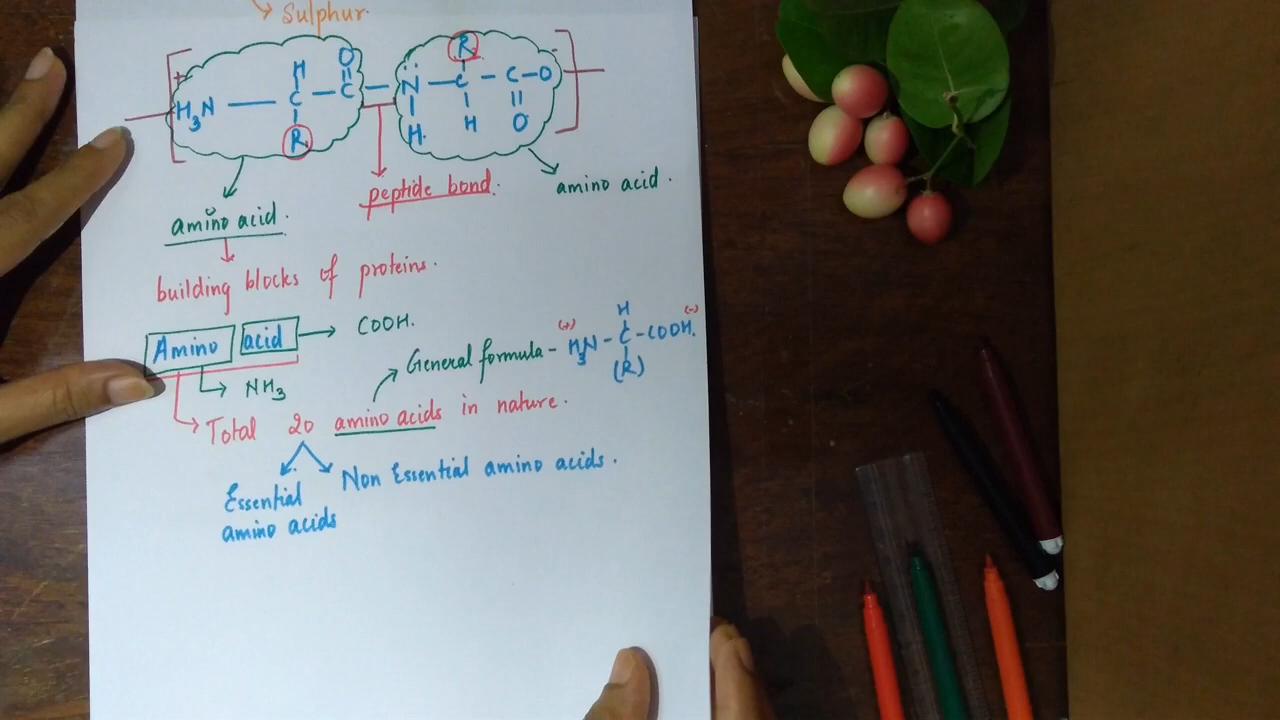 → Sulphur.
H O R
+ H₃N — C — C — N̈ — C — C — O -
R H H O
peptide bond.
amino acid.
amino acid.
building blocks of proteins.
Amino acid → COOH.
NH₃
General formula - H₃N - C - COOH.
(+) H (-)
(R)
Total 20 amino acids in nature.
Essential amino acids
Non Essential amino acids.